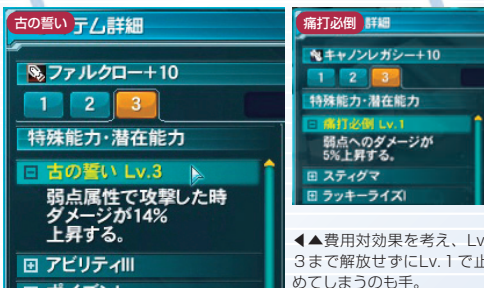 古の誓い
テム詳細
ファルクロー+10
1 2 3
特殊能力・潜在能力
古の誓い Lv.3
弱点属性で攻撃した時
ダメージが14%
上昇する。
アビリティIII
痛打必倒
詳細
キャノンレガシー+10
1 2 3
特殊能力・潜在能力
痛打必倒 Lv.1
弱点へのダメージが
5%上昇する。
スティグマ
ラッキーライズI
◀▲費用対効果を考え、Lv
3まで解放せずにLv.1で止
めてしまうのも手。